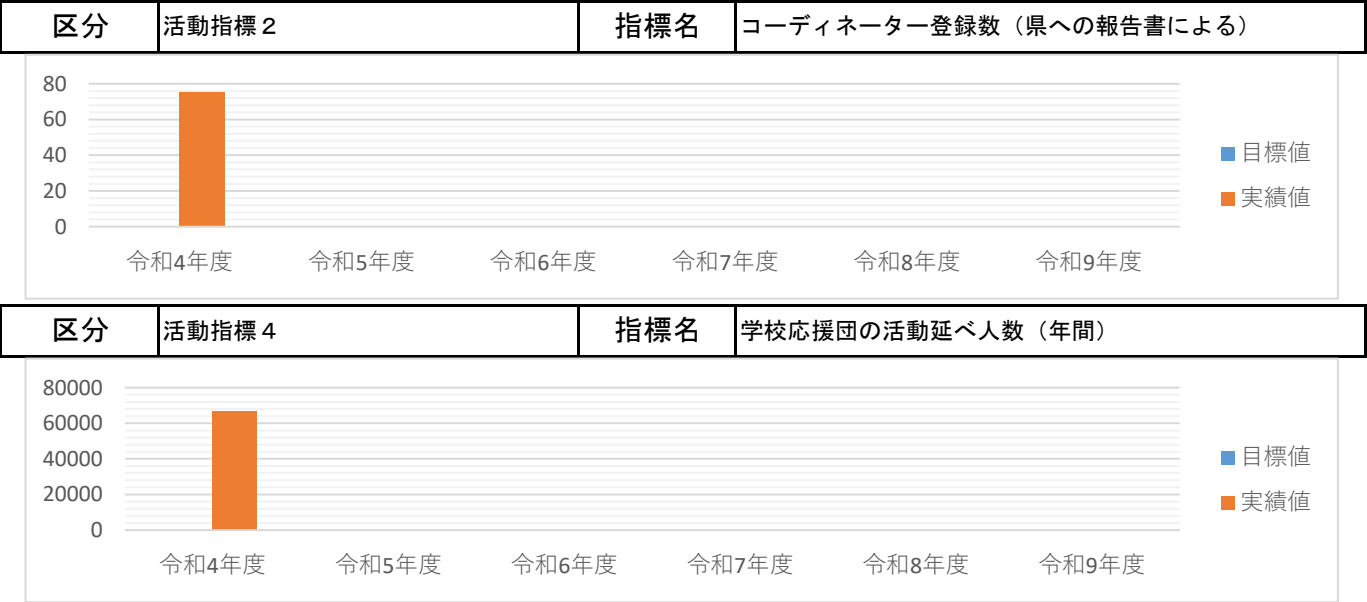 区分 活動指標２ 指標名 コーディネーター登録数（県への報告書による）
80
60
40
20
0
令和4年度 令和5年度 令和6年度 令和7年度 令和8年度 令和9年度
目標値
実績値
区分 活動指標４ 指標名 学校応援団の活動延べ人数（年間）
80000
60000
40000
20000
0
令和4年度 令和5年度 令和6年度 令和7年度 令和8年度 令和9年度
目標値
実績値